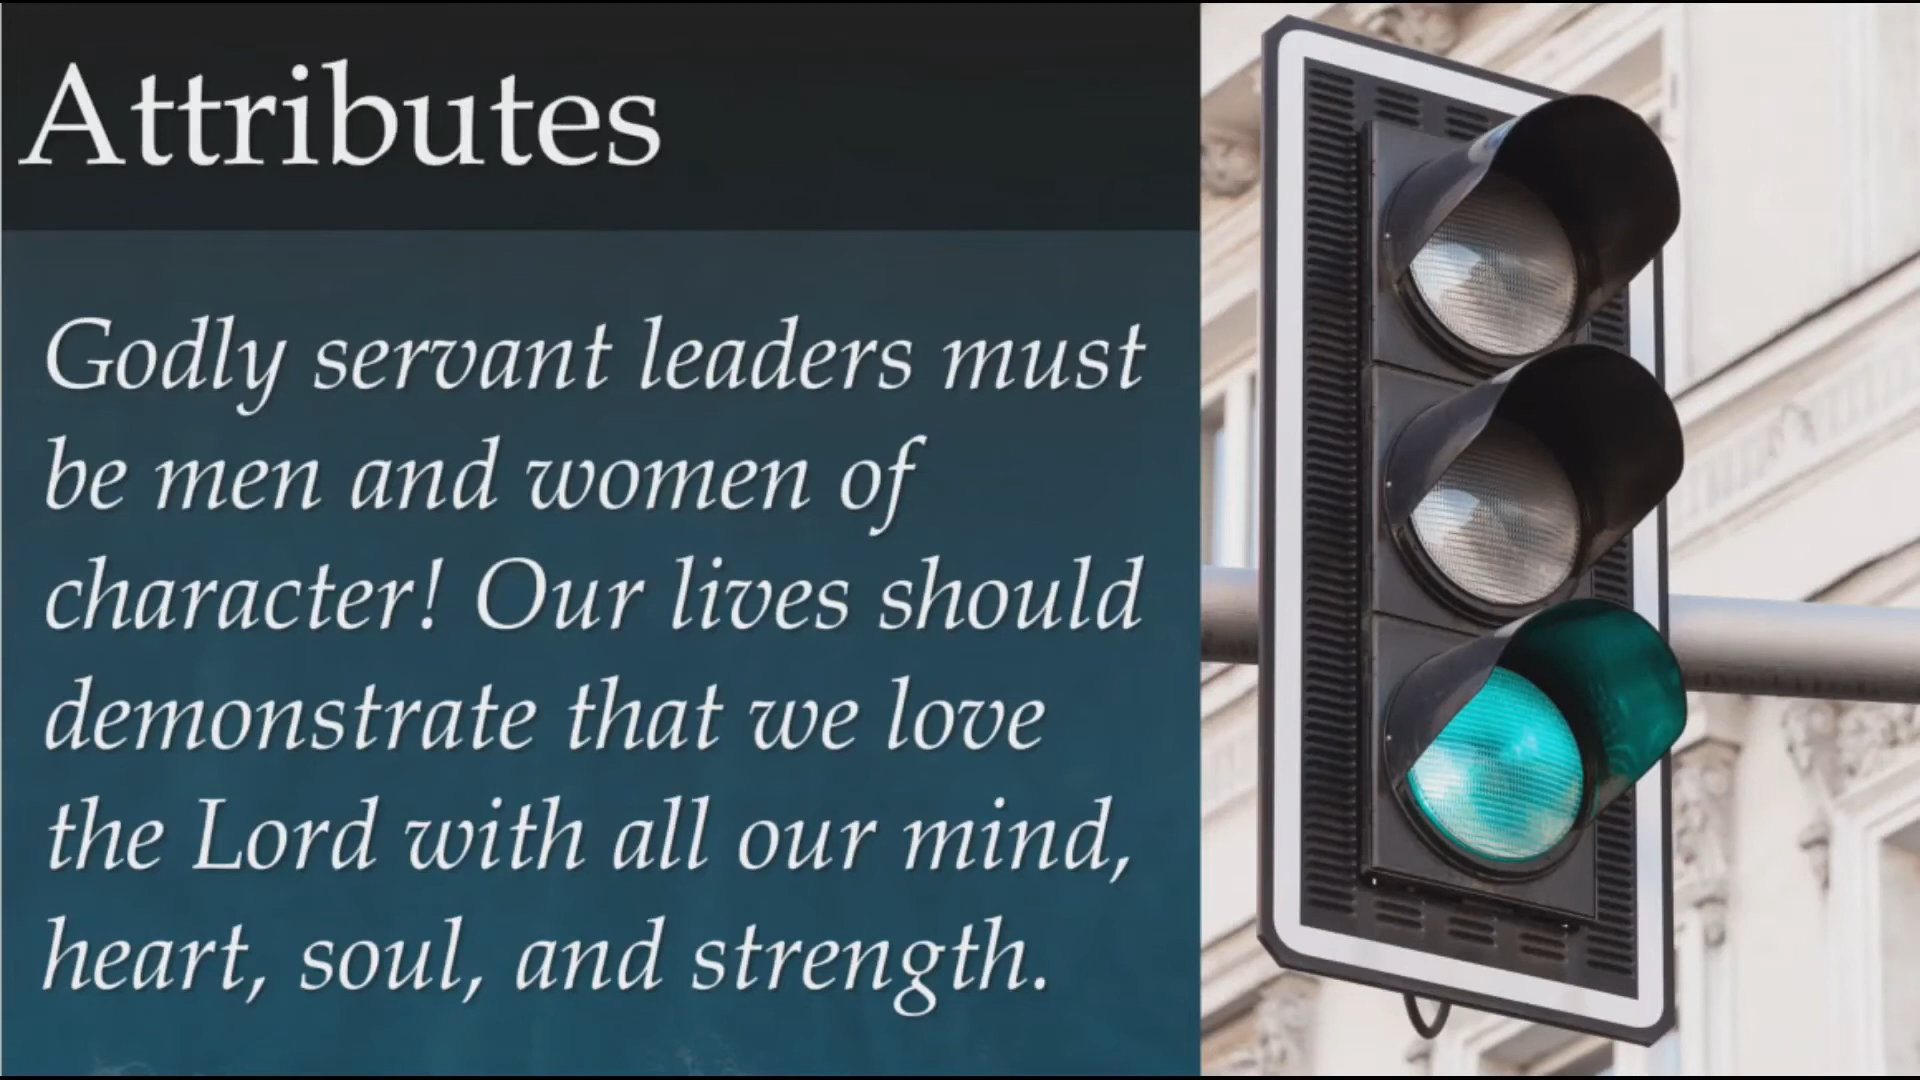 Attributes
Godly servant leaders must
be men and women of
character! Our lives should
demonstrate that we love
the Lord with all our mind,
heart, soul, and strength.